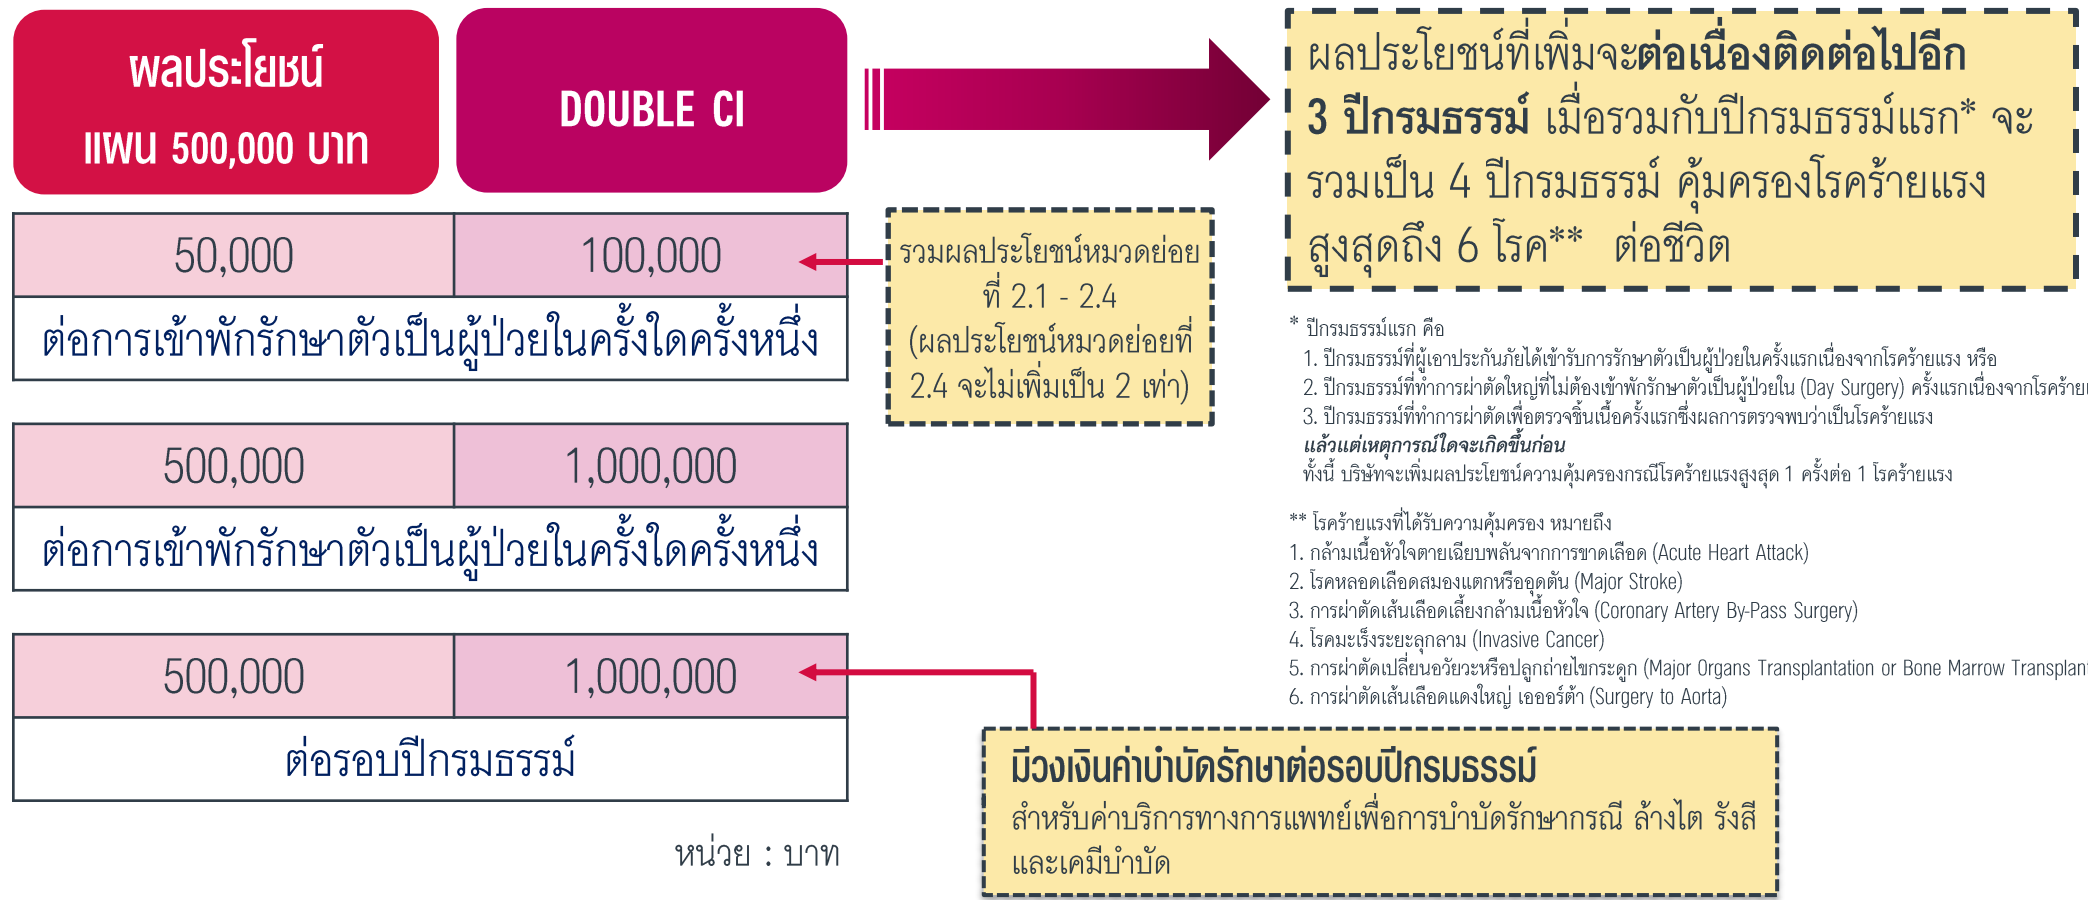 ผลประโยชน์
แผน 500,000 บาท
DOUBLE CI
50,000
100,000
ต่อการเข้าพักรักษาตัวเป็นผู้ป่วยในครั้งใดครั้งหนึ่ง
500,000
1,000,000
ต่อการเข้าพักรักษาตัวเป็นผู้ป่วยในครั้งใดครั้งหนึ่ง
500,000
1,000,000
ต่อรอบปีกรมธรรม์
หน่วย : บาท
รวมผลประโยชน์หมวดย่อย
ที่ 2.1 - 2.4
(ผลประโยชน์หมวดย่อยที่
2.4 จะไม่เพิ่มเป็น 2 เท่า)
ผลประโยชน์ที่เพิ่มจะต่อเนื่องติดต่อไปอีก
3 ปีกรมธรรม์ เมื่อรวมกับปีกรมธรรม์แรก* จะ
รวมเป็น 4 ปีกรมธรรม์ คุ้มครองโรคร้ายแรง
สูงสุดถึง 6 โรค** ต่อชีวิต
* ปีกรมธรรม์แรก คือ
1. ปีกรมธรรม์ที่ผู้เอาประกันภัยได้เข้ารับการรักษาตัวเป็นผู้ป่วยในครั้งแรกเนื่องจากโรคร้ายแรง หรือ
2. ปีกรมธรรม์ที่ทำการผ่าตัดใหญ่ที่ไม่ต้องเข้าพักรักษาตัวเป็นผู้ป่วยใน (Day Surgery) ครั้งแรกเนื่องจากโรคร้าย
3. ปีกรมธรรม์ที่ทำการผ่าตัดเพื่อตรวจชิ้นเนื้อครั้งแรกซึ่งผลการตรวจพบว่าเป็นโรคร้ายแรง
แล้วแต่เหตุการณ์ใดจะเกิดขึ้นก่อน
ทั้งนี้ บริษัทจะเพิ่มผลประโยชน์ความคุ้มครองกรณีโรคร้ายแรงสูงสุด 1 ครั้งต่อ 1 โรคร้ายแรง
** โรคร้ายแรงที่ได้รับความคุ้มครอง หมายถึง
1. กล้ามเนื้อหัวใจตายเฉียบพลันจากการขาดเลือด (Acute Heart Attack)
2. โรคหลอดเลือดสมองแตกหรืออุดตัน (Major Stroke)
3. การผ่าตัดเส้นเลือดเลี้ยงกล้ามเนื้อหัวใจ (Coronary Artery By-Pass Surgery)
4. โรคมะเร็งระยะลุกลาม (Invasive Cancer)
5. การผ่าตัดเปลี่ยนอวัยวะหรือปลูกถ่ายไขกระดูก (Major Organs Transplantation or Bone Marrow Transplan
6. การผ่าตัดเส้นเลือดแดงใหญ่ เอออร์ต้า (Surgery to Aorta)
มีวงเงินค่าบำบัดรักษาต่อรอบปีกรมธรรม์
สำหรับค่าบริการทางการแพทย์เพื่อการบำบัดรักษากรณี ล้างไต รังสี
และเคมีบำบัด